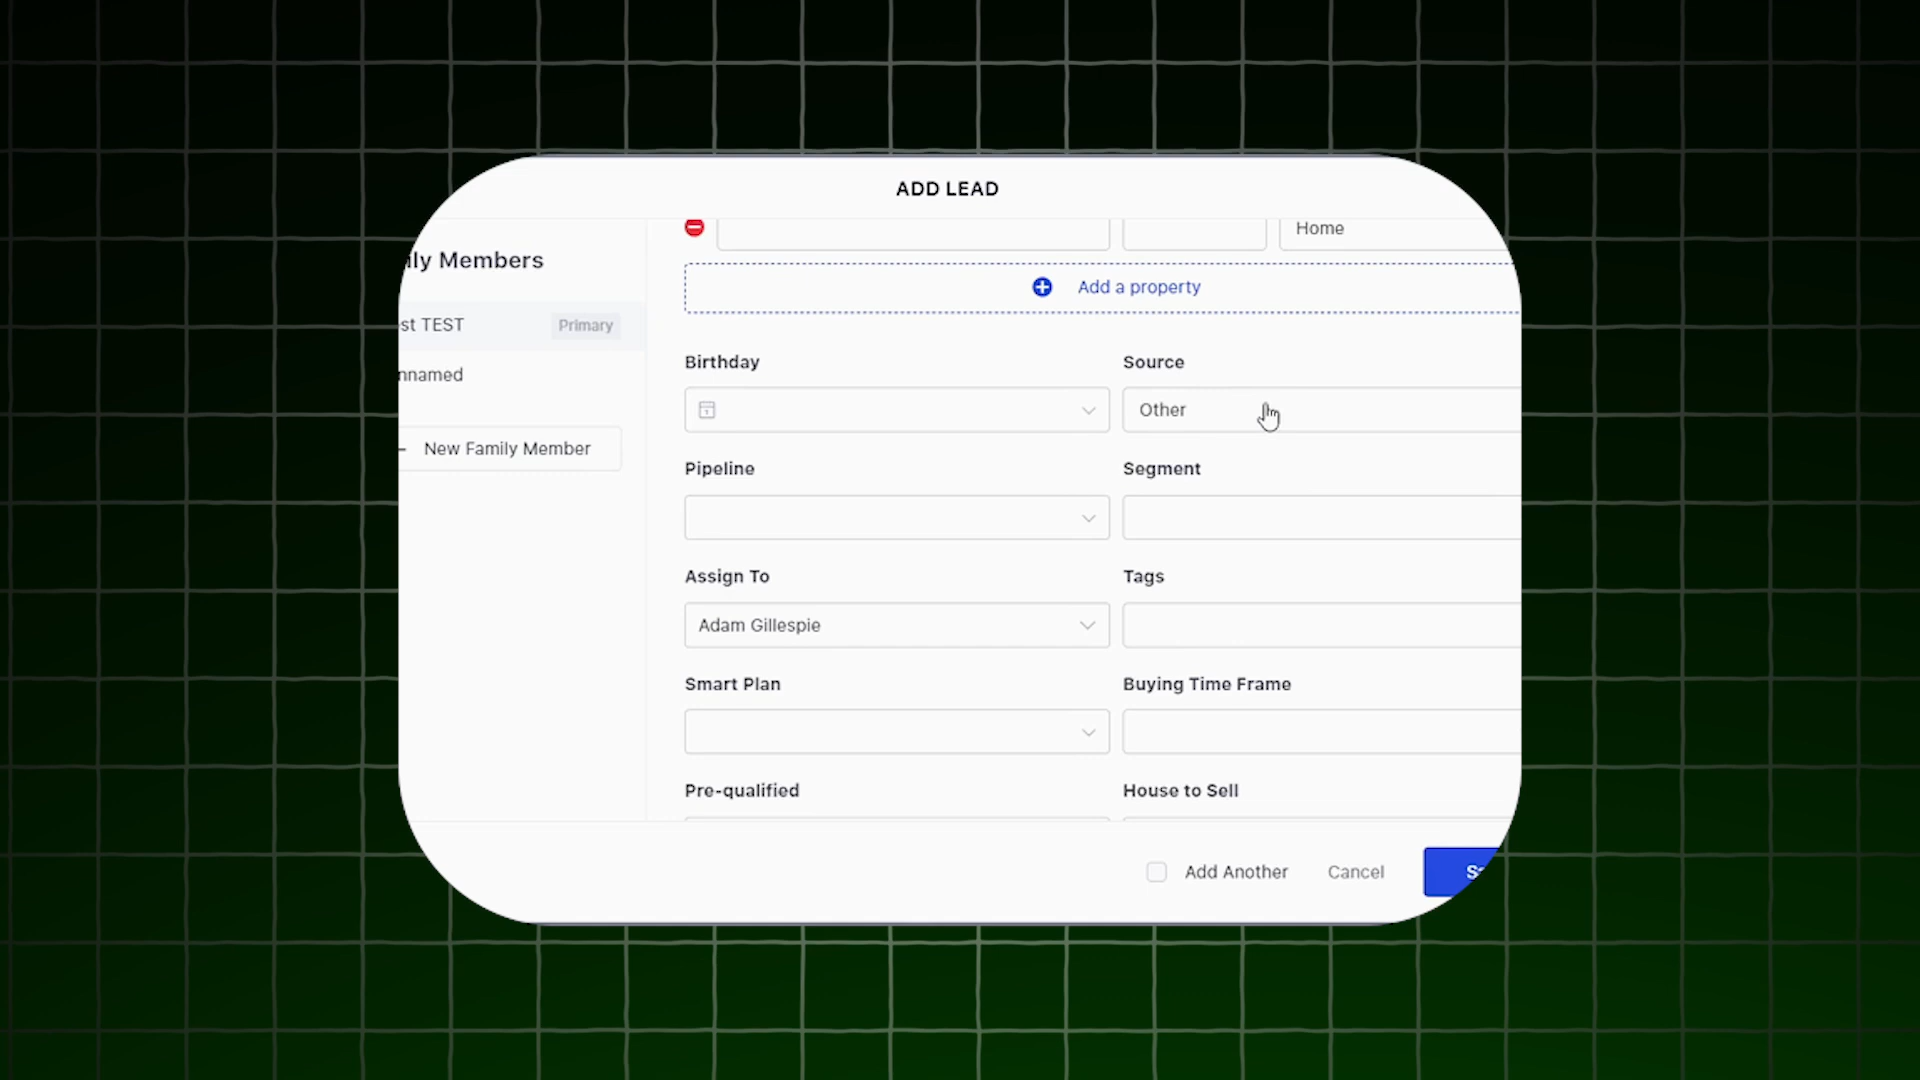 ADD LEAD
ily Members
st TEST
Primary
nnamed
New Family Member
Home
Add a property
Birthday
Source
Other
Pipeline
Segment
Assign To
Tags
Adam Gillespie
Smart Plan
Buying Time Frame
Pre-qualified
House to Sell
Add Another
Cancel